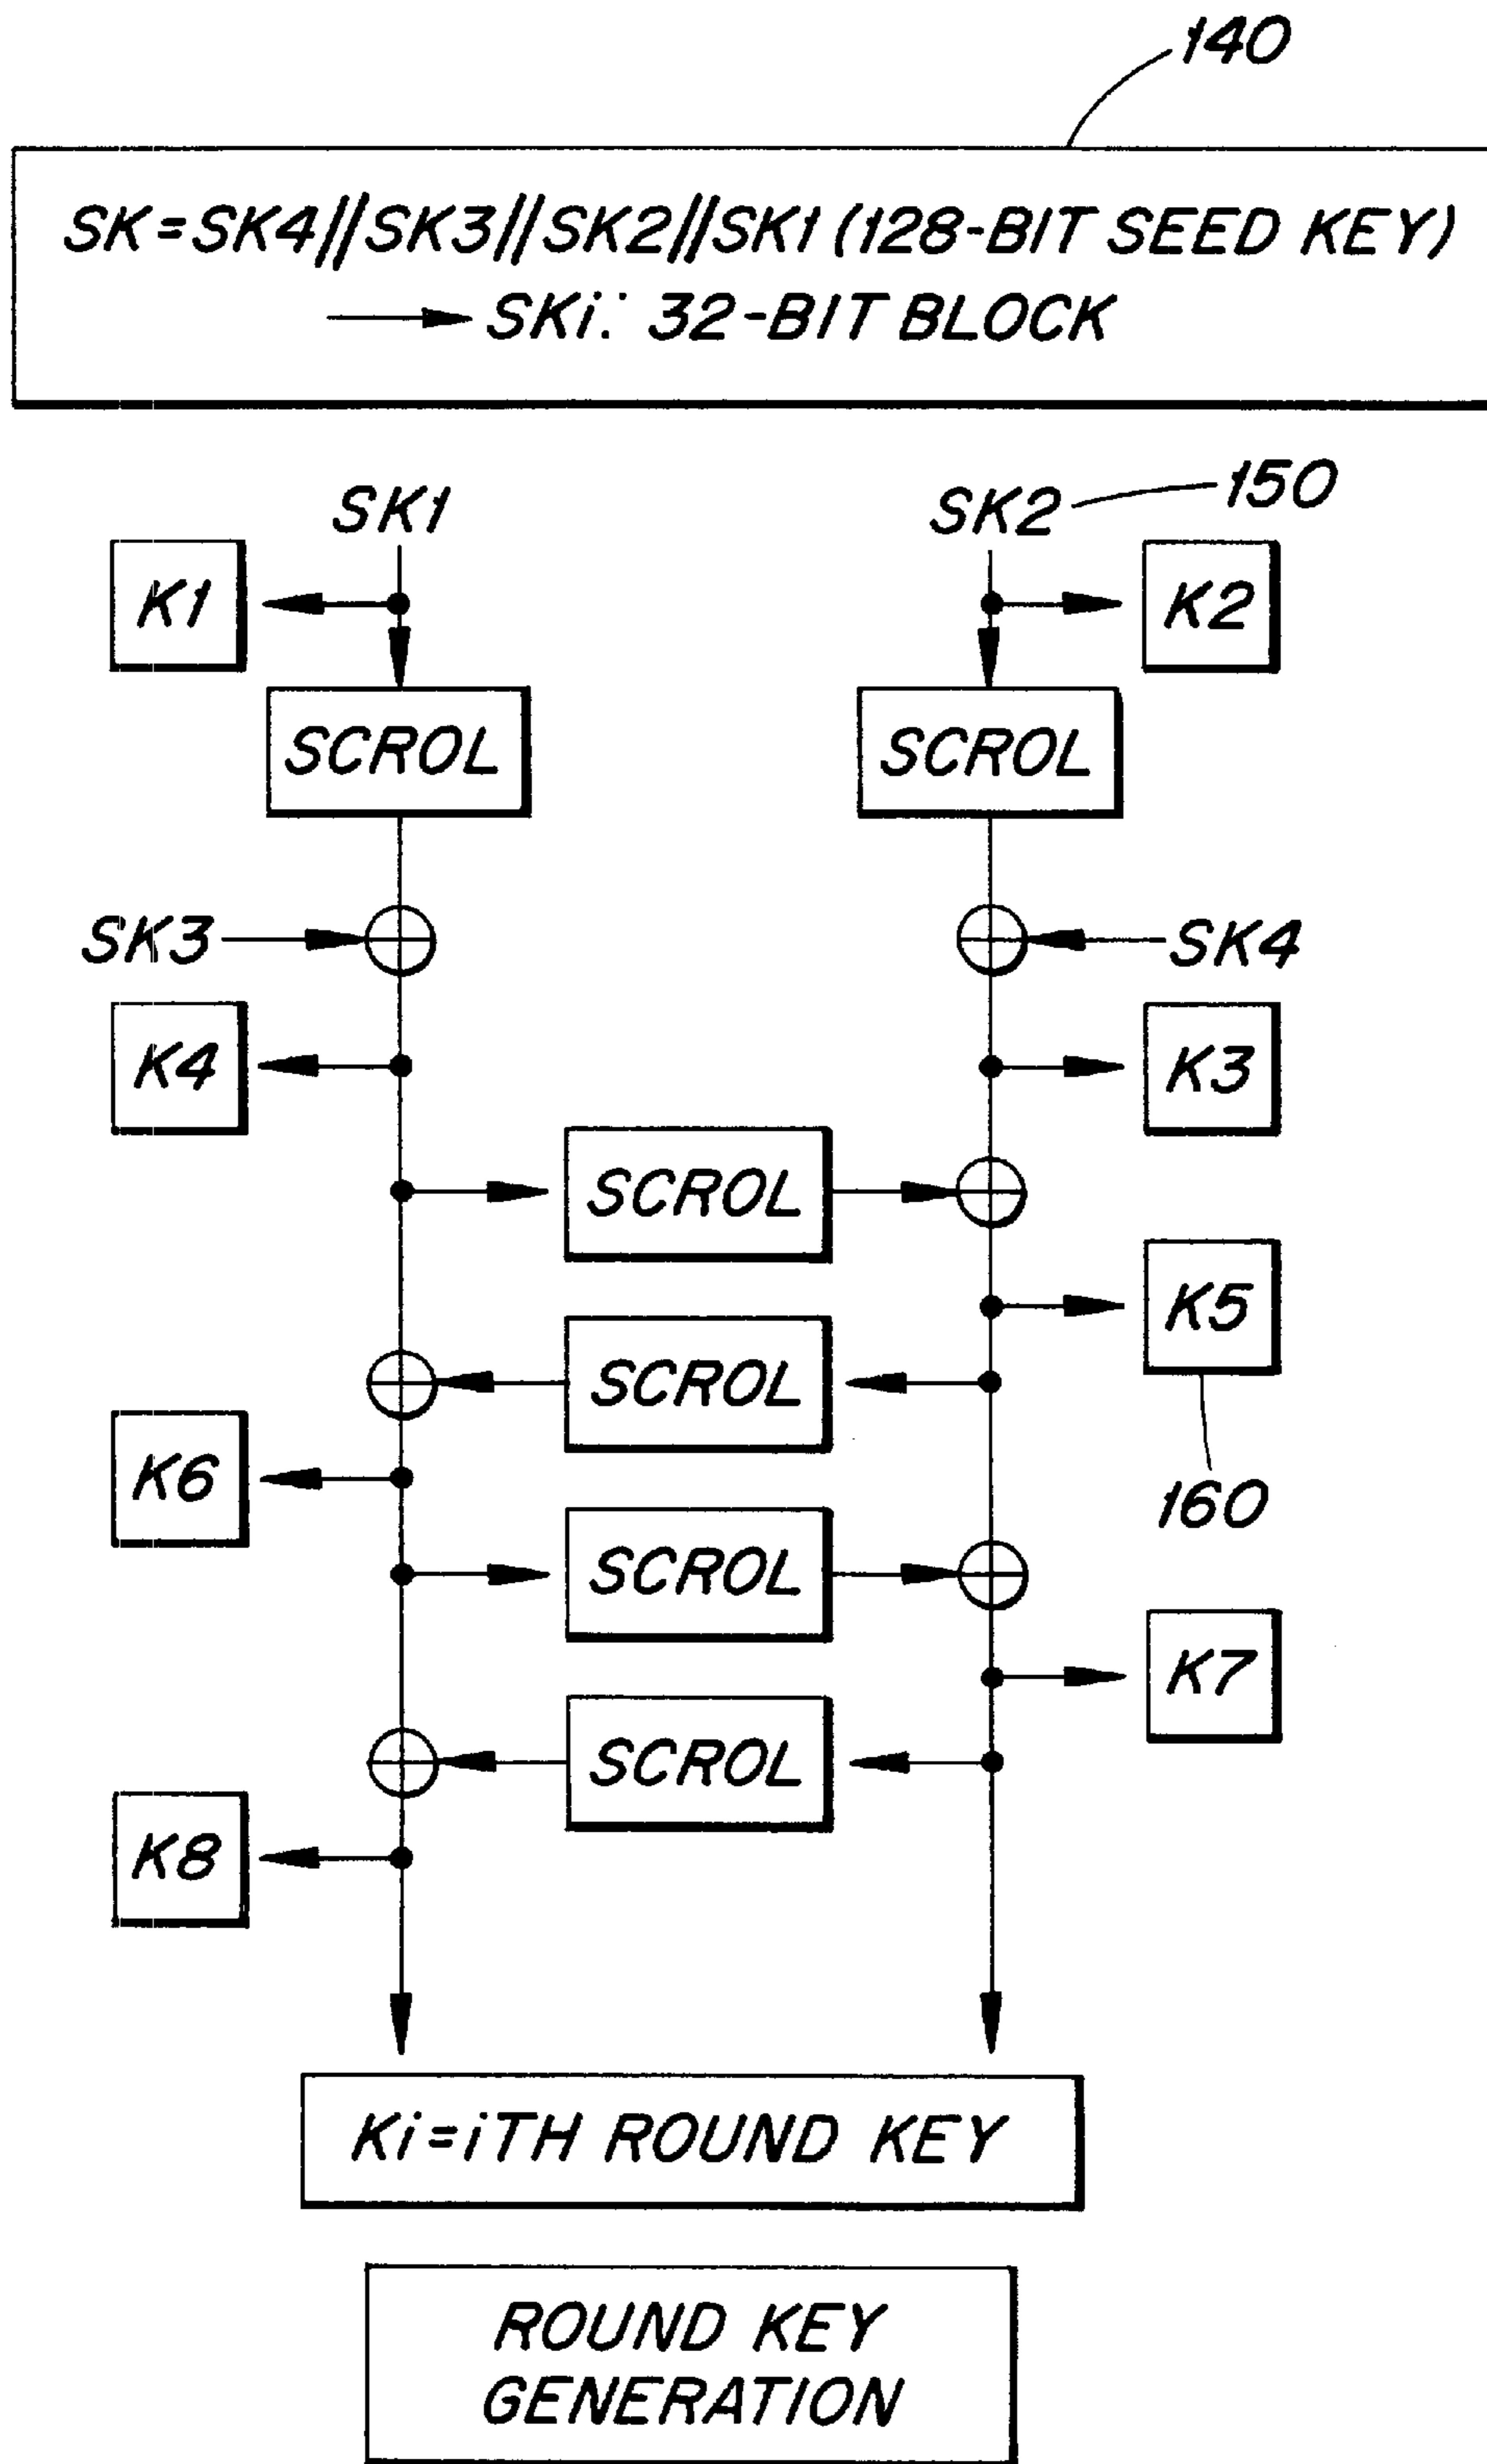 140
SK=SK4//SK3//SK2//SK1 (128-BIT SEED KEY)
SKi: 32-BIT BLOCK
SK1
SK2
150
K1
K2
SCROL
SCROL
SK3
SK4
K4
K3
SCROL
K5
SCROL
K6
160
SCROL
K7
SCROL
K8
Ki=iTH ROUND KEY
ROUND KEY
GENERATION